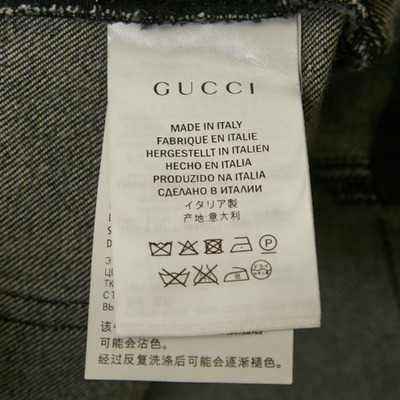 GUCCI
MADE IN ITALY
FABRIQUE EN ITALIE
HERGESTELLT IN ITALIEN
HECHO EN ITALIA
PRODUZIDO NA ITALIA
СДЕЛАНО В ИТАЛИИ
イタリア製
产地:意大利
该
可能会沾色。
经过反复洗涤后可能会逐渐褪色。